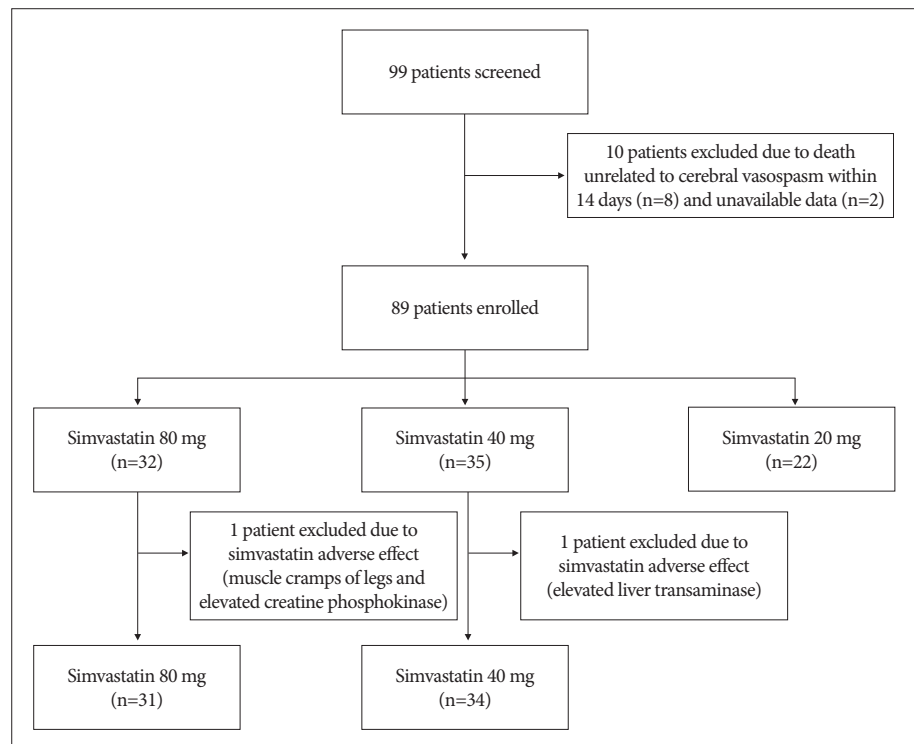 99 patients screened
10 patients excluded due to death
unrelated to cerebral vasospasm within
14 days (n=8) and unavailable data (n=2)
89 patients enrolled
Simvastatin 80 mg
(n=32)
Simvastatin 40 mg
(n=35)
Simvastatin 20 mg
(n=22)
1 patient excluded due to
simvastatin adverse effect
(muscle cramps of legs and
elevated creatine phosphokinase)
1 patient excluded due to
simvastatin adverse effect
(elevated liver transaminase)
Simvastatin 80 mg
(n=31)
Simvastatin 40 mg
(n=34)